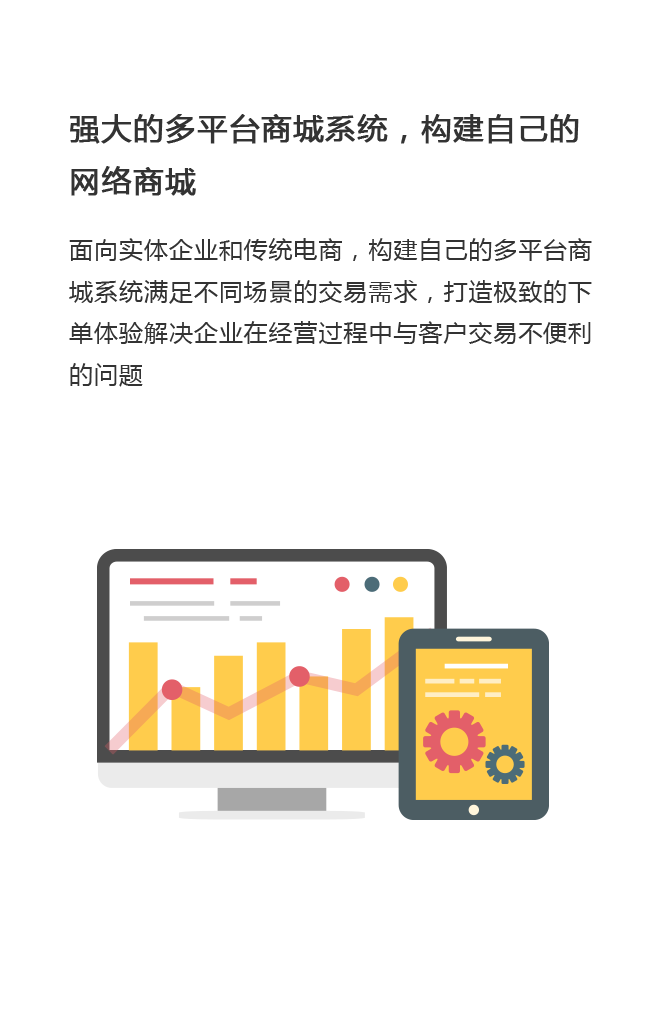 强大的多平台商城系统，构建自己的
网络商城
面向实体企业和传统电商，构建自己的多平台商
城系统满足不同场景的交易需求，打造极致的下
单体验解决企业在经营过程中与客户交易不便利
的问题